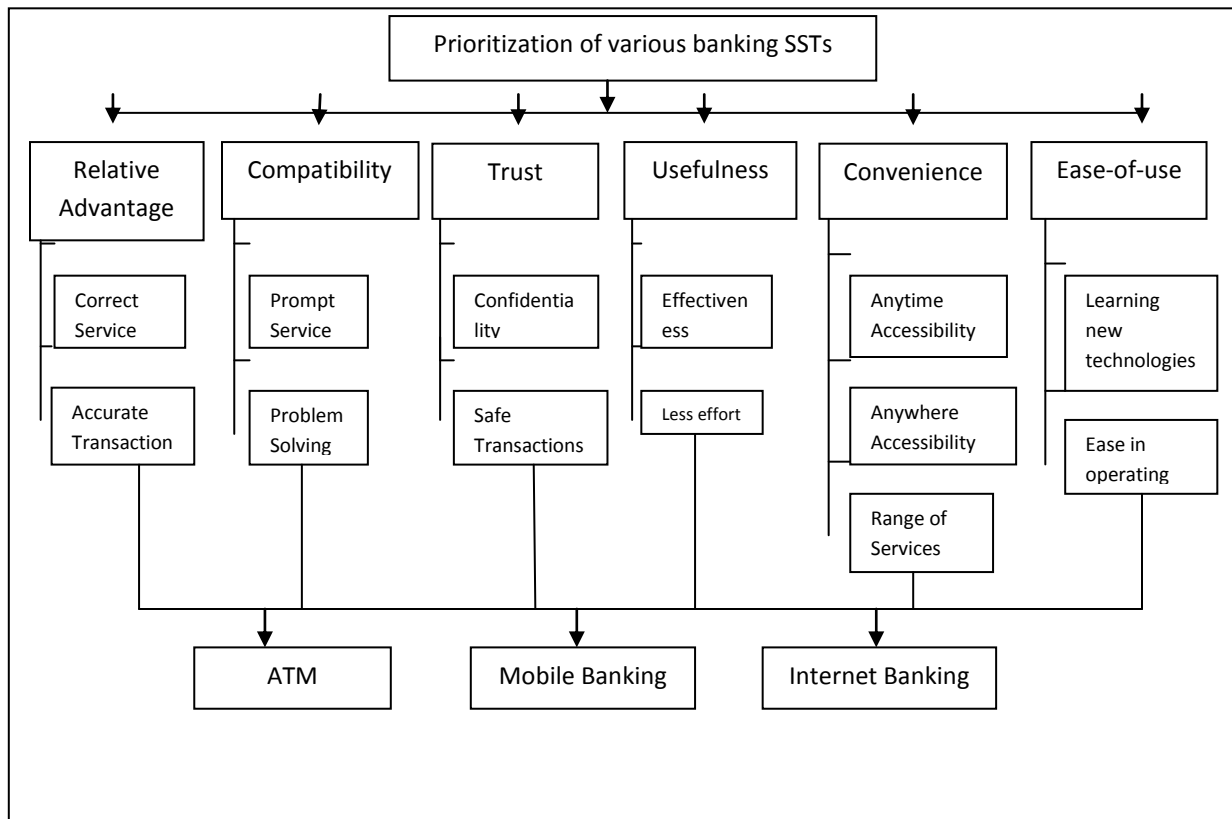 Prioritization of various banking SSTs
Relative
Advantage
Compatibility
Trust
Usefulness
Convenience
Ease-of-use
Correct
Service
Prompt
Service
Confidentia
lity
Effectiven
ess
Anytime
Accessibility
Learning
new
technologies
Accurate
Transaction
Problem
Solving
Safe
Transactions
Less effort
Anywhere
Accessibility
Ease in
operating
Range of
Services
ATM
Mobile Banking
Internet Banking